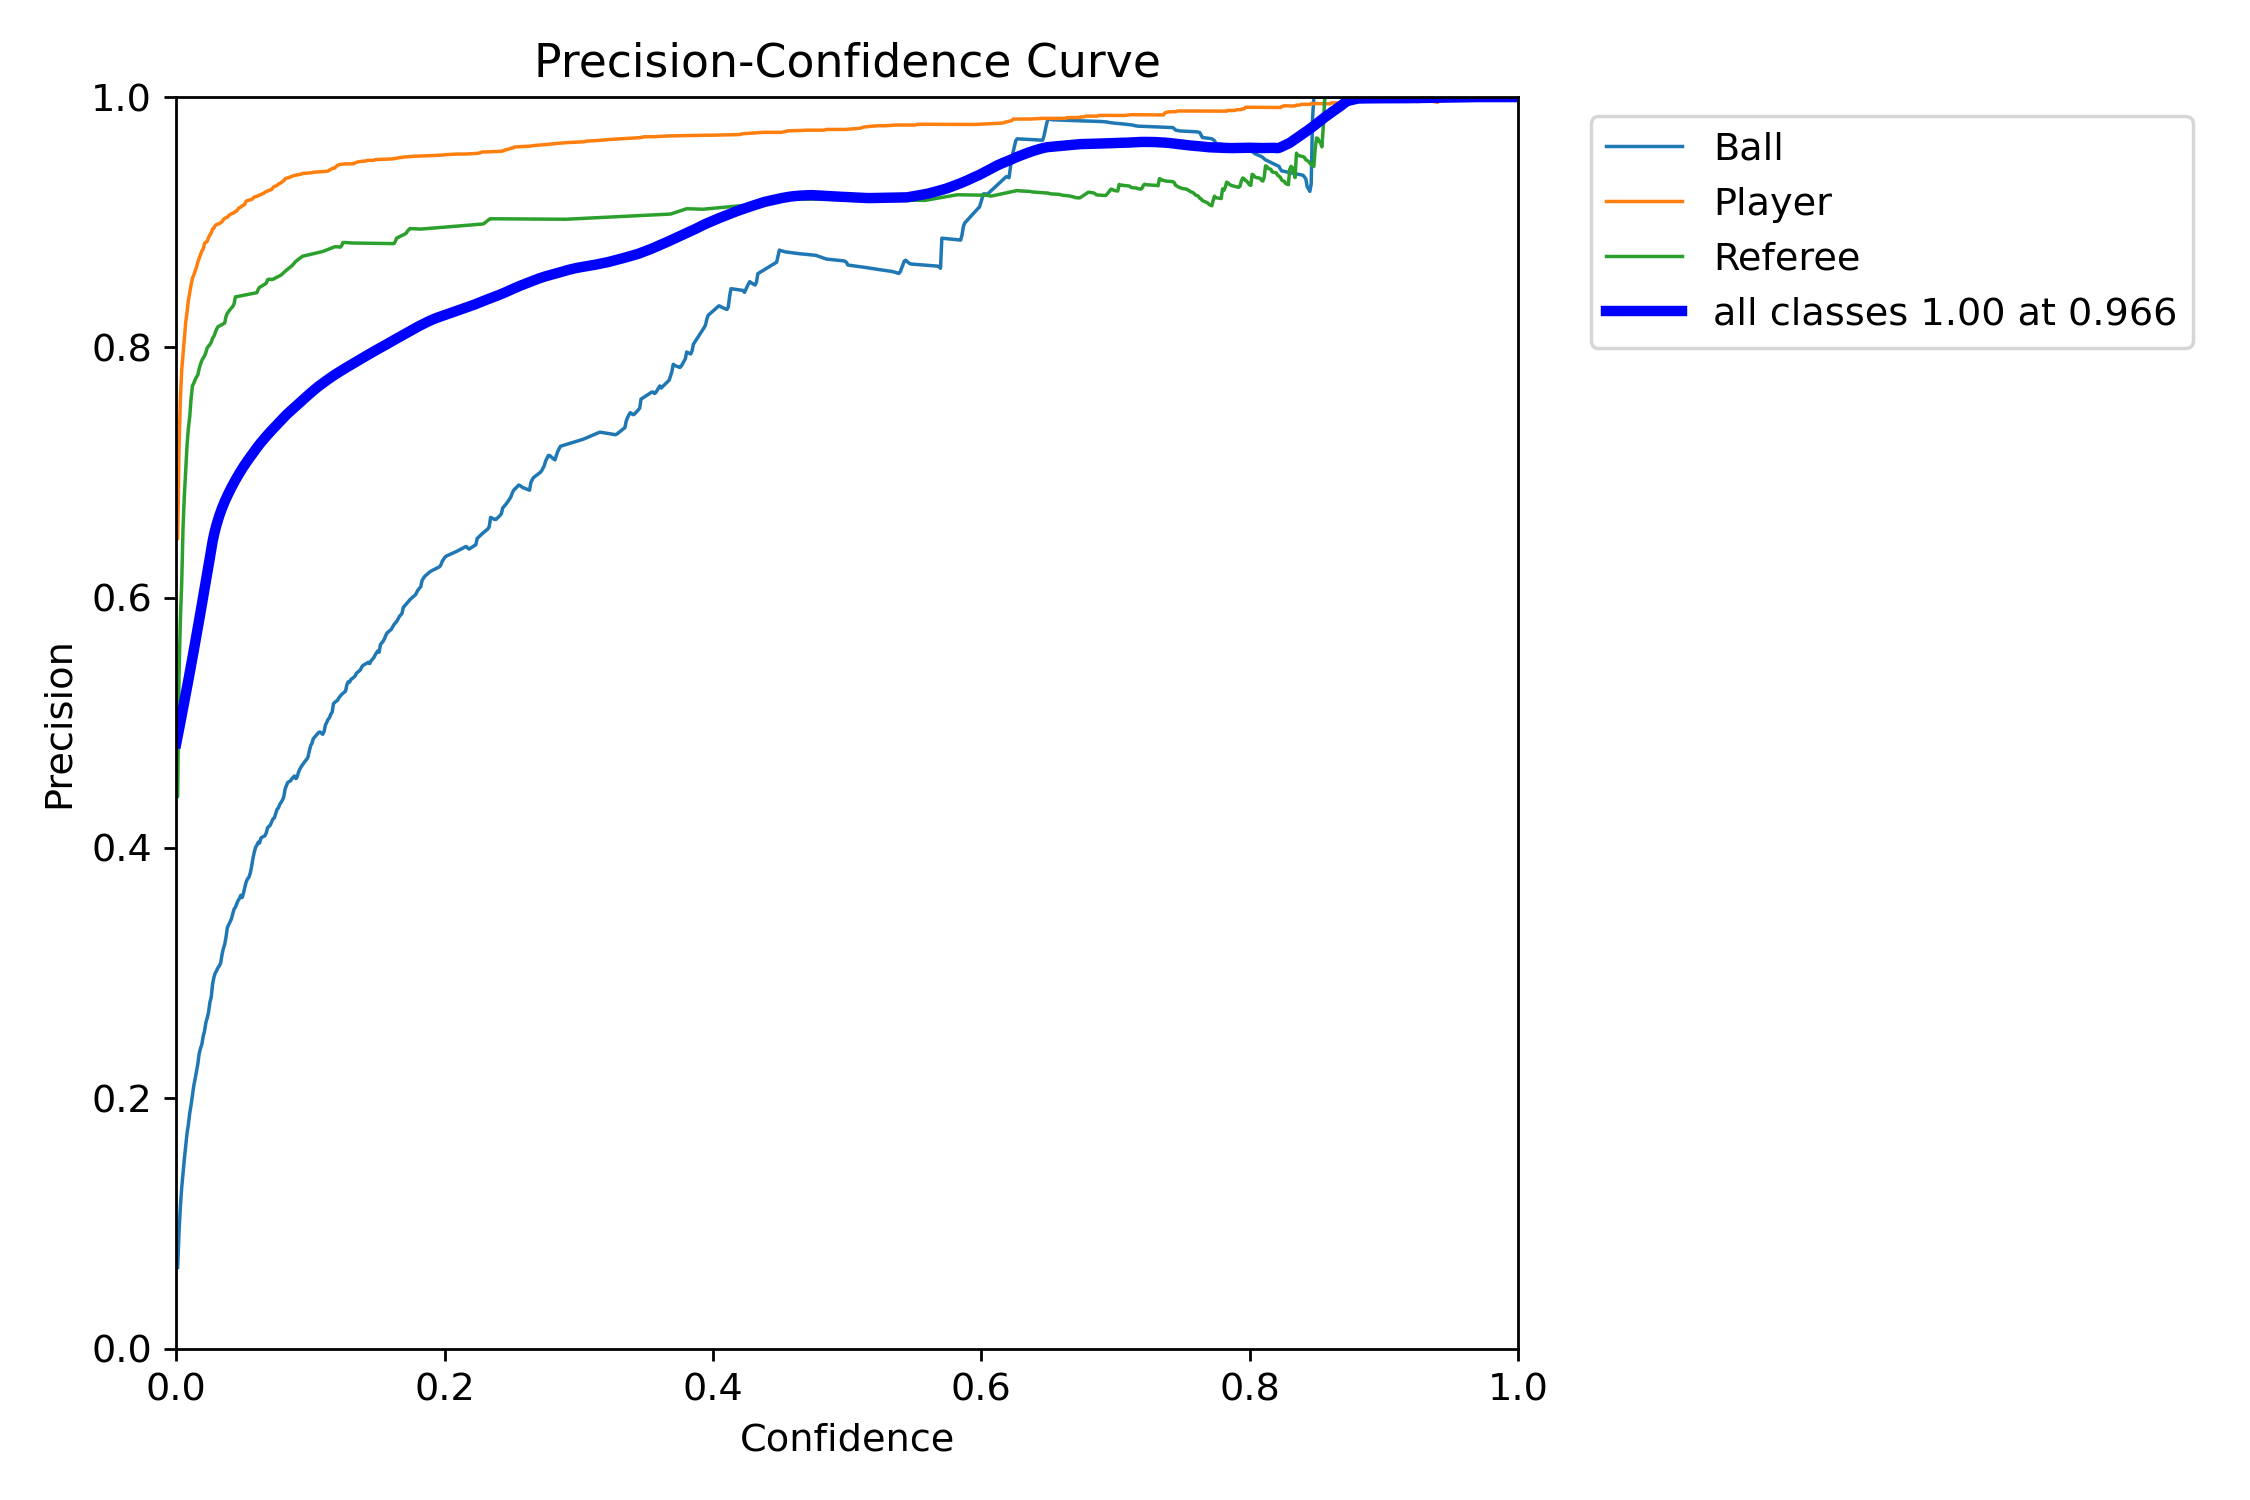 Precision-Confidence Curve
1.0
0.8
0.6
0.4
0.2
0.0
Precision
0.0 0.2 0.4 0.6 0.8 1.0
Confidence
Ball
Player
Referee
all classes 1.00 at 0.966